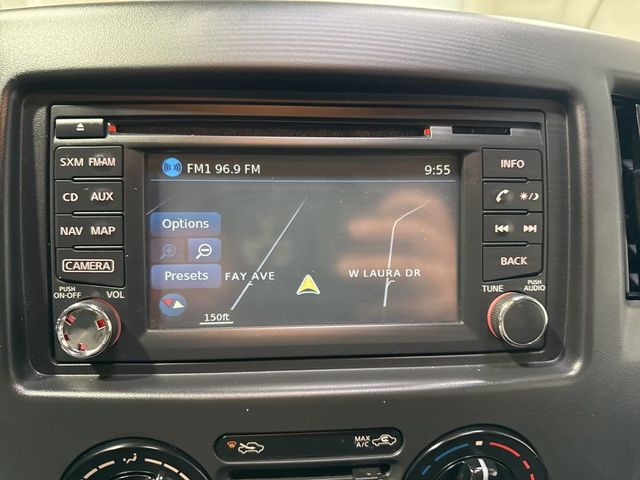 SXM FM·AM
CD AUX
NAV MAP
CAMERA
PUSH
ON-OFF
VOL
FM1 96.9 FM
9:55
Options
Presets
FAY AVE
W LAURA DR
150ft
INFO
BACK
TUNE
PUSH
AUDIO
MAX
A/C